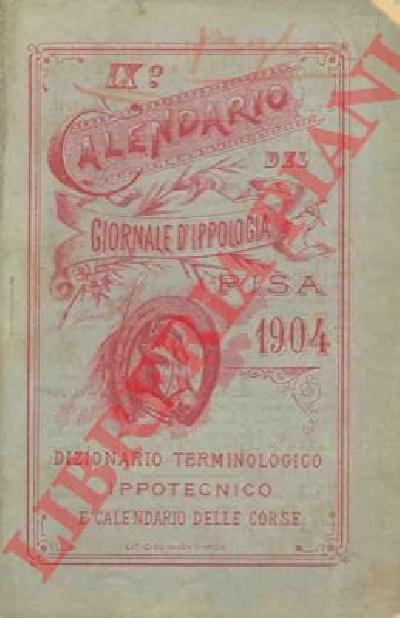 IX°
CALENDARIO
DEL
GIORNALE D'IPPOLOGIA
PISA
1904
DIZIONARIO TERMINOLOGICO
IPPOTECNICO
E CALENDARIO DELLE CORSE
LIBRERIA PIANI